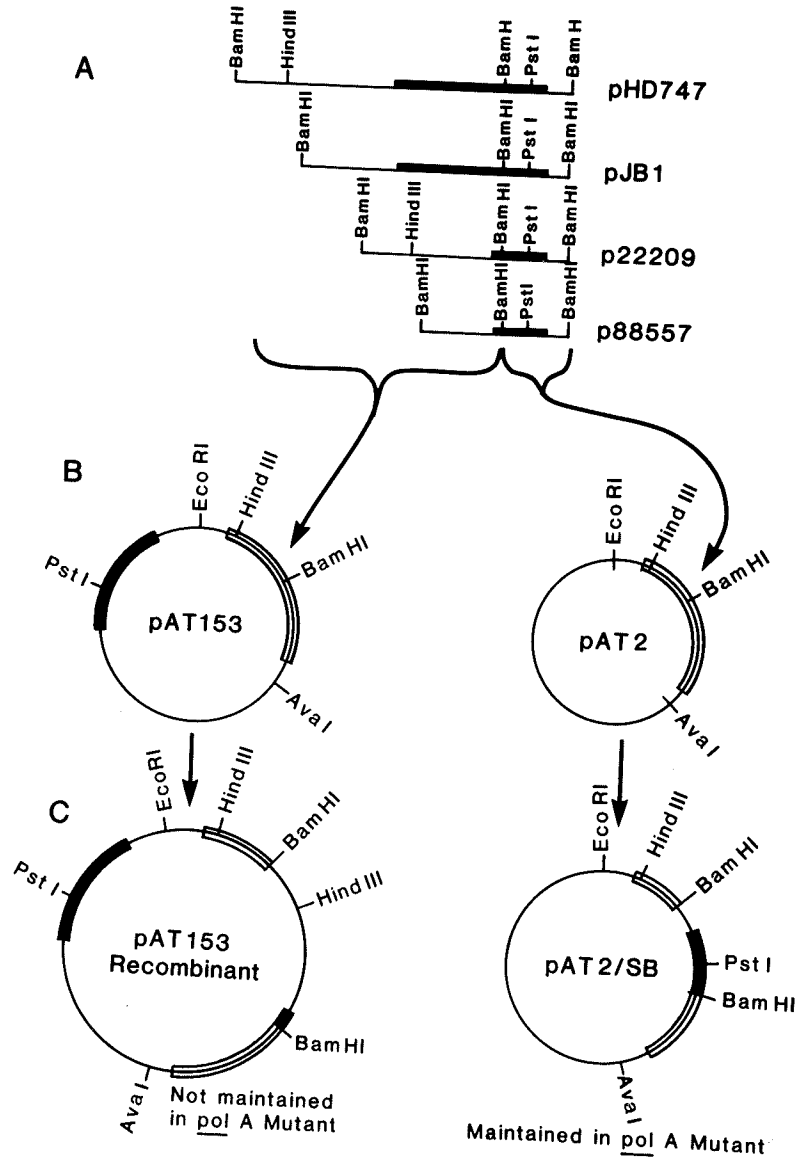 A
BamHI
HindIII
BamH
PstI
BamH
pHD747
BamHI
BamHI
PstI
BamHI
pJB1
BamHI
HindIII
BamHI
PstI
BamHI
p22209
BamHI
BamHI
PstI
BamHI
p88557
B
EcoRI
HindIII
BamHI
PstI
pAT153
AvaI
EcoRI
HindIII
BamHI
pAT2
AvaI
C
EcoRI
HindIII
BamHI
HindIII
PstI
pAT153
Recombinant
BamHI
AvaI
Not maintained
in pol A Mutant
EcoRI
HindIII
BamHI
PstI
BamHI
pAT2/SB
AvaI
Maintained in pol A Mutant